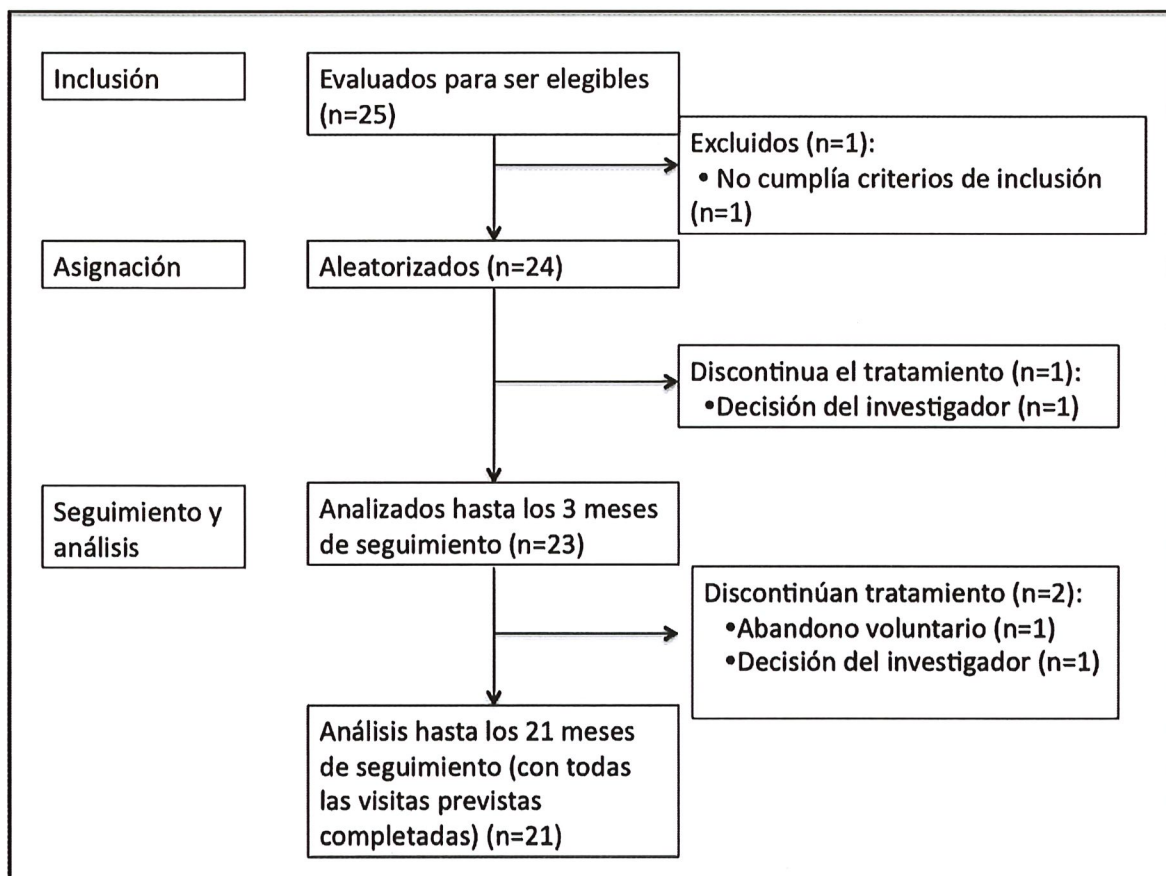 Inclusión
Evaluados para ser elegibles
(n=25)
Excluidos (n=1):
• No cumplía criterios de inclusión
(n=1)
Asignación
Aleatorizados (n=24)
Discontinua el tratamiento (n=1):
•Decisión del investigador (n=1)
Seguimiento y
análisis
Analizados hasta los 3 meses
de seguimiento (n=23)
Discontinúan tratamiento (n=2):
•Abandono voluntario (n=1)
•Decisión del investigador (n=1)
Análisis hasta los 21 meses
de seguimiento (con todas
las visitas previstas
completadas) (n=21)